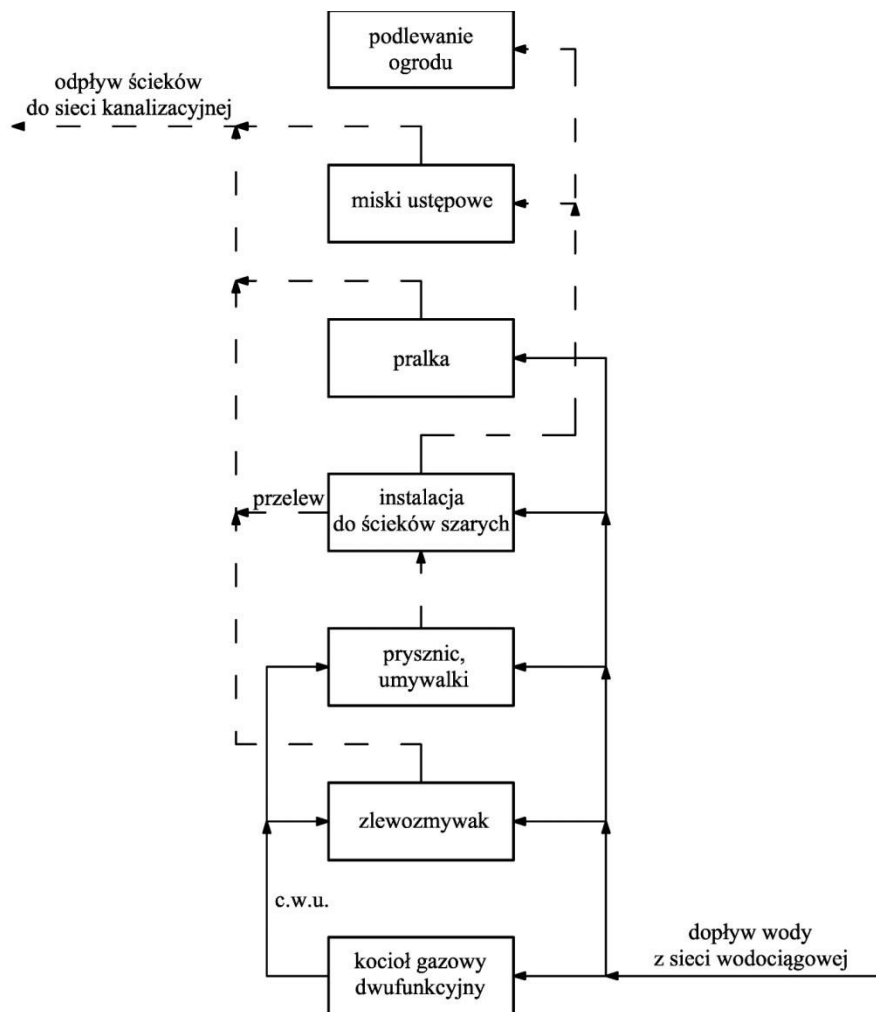 podlewanie
ogrodu
odpływ ścieków
do sieci kanalizacyjnej
miski ustępowe
pralka
przelew
instalacja
do ścieków szarych
prysznic,
umywalki
zlewozmywak
c.w.u.
dopływ wody
z sieci wodociągowej
kocioł gazowy
dwufunkcyjny